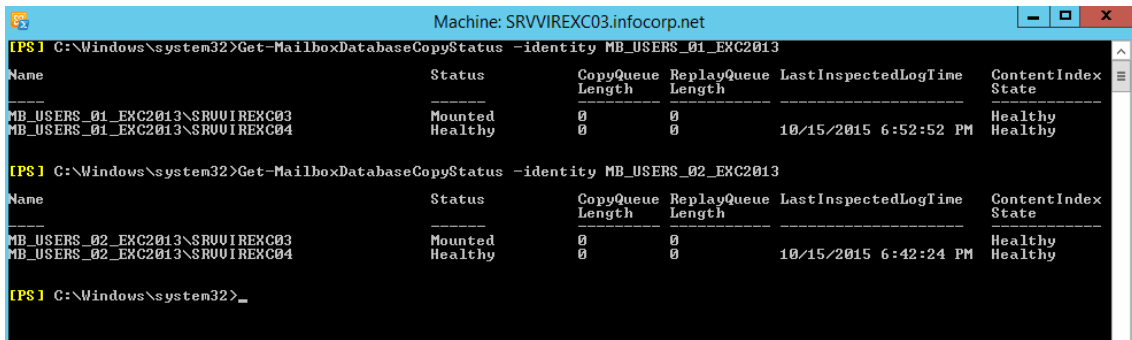 Machine: SRVVIREXC03.infocorp.net
[PS] C:\Windows\system32>Get-MailboxDatabaseCopyStatus -identity MB_USERS_01_EXC2013
Name Status CopyQueue ReplayQueue LastInspectedLogTime ContentIndex
Length Length State
---- ------ --------- ----------- -------------------- ------------
MB_USERS_01_EXC2013\SRVVIREXC03 Mounted 0 0 Healthy
MB_USERS_01_EXC2013\SRVVIREXC04 Healthy 0 0 10/15/2015 6:52:52 PM Healthy
[PS] C:\Windows\system32>Get-MailboxDatabaseCopyStatus -identity MB_USERS_02_EXC2013
Name Status CopyQueue ReplayQueue LastInspectedLogTime ContentIndex
Length Length State
---- ------ --------- ----------- -------------------- ------------
MB_USERS_02_EXC2013\SRVVIREXC03 Mounted 0 0 Healthy
MB_USERS_02_EXC2013\SRVVIREXC04 Healthy 0 0 10/15/2015 6:42:24 PM Healthy
[PS] C:\Windows\system32>_